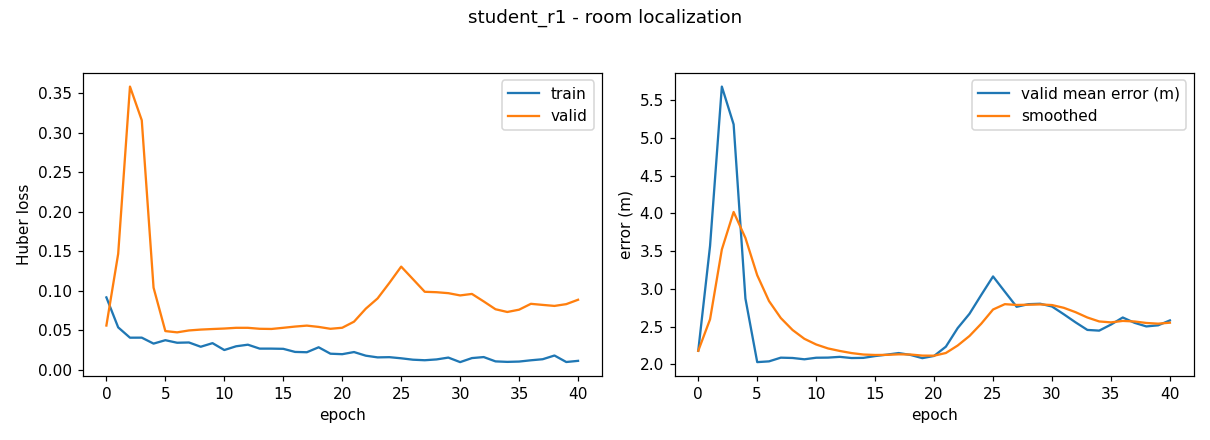 student_r1 - room localization
Huber loss
0.35
0.30
0.25
0.20
0.15
0.10
0.05
0.00
0 5 10 15 20 25 30 35 40
epoch
train
valid
error (m)
5.5
5.0
4.5
4.0
3.5
3.0
2.5
2.0
0 5 10 15 20 25 30 35 40
epoch
valid mean error (m)
smoothed